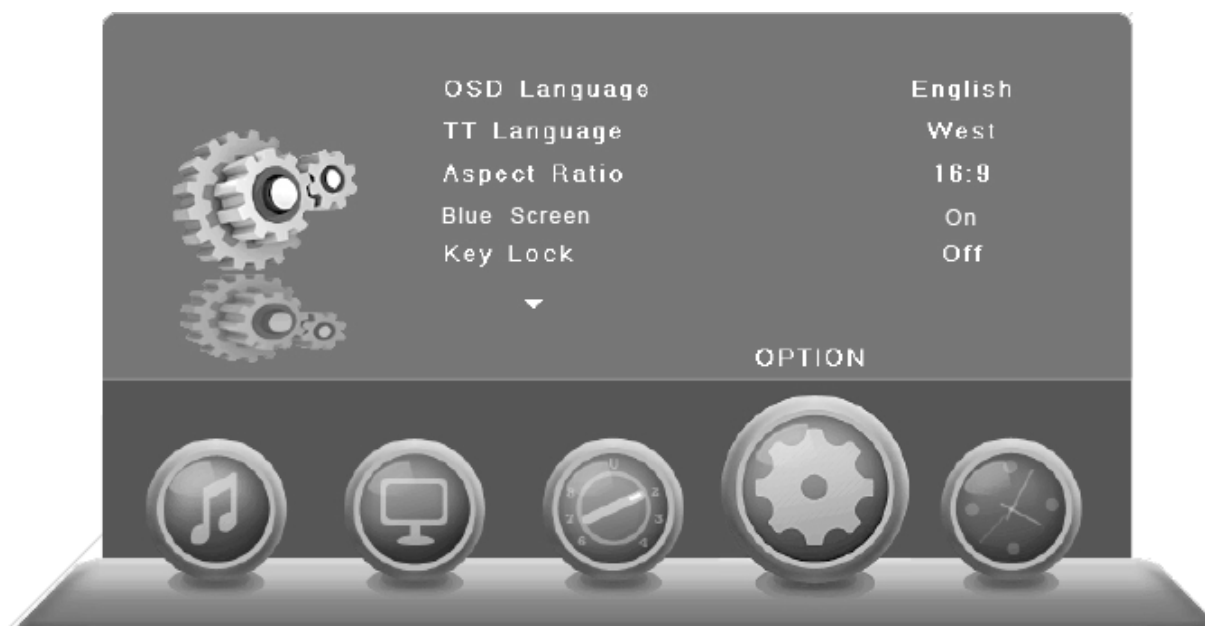 OSD Language English
TT Language West
Aspect Ratio 16:9
Blue Screen On
Key Lock Off
OPTION